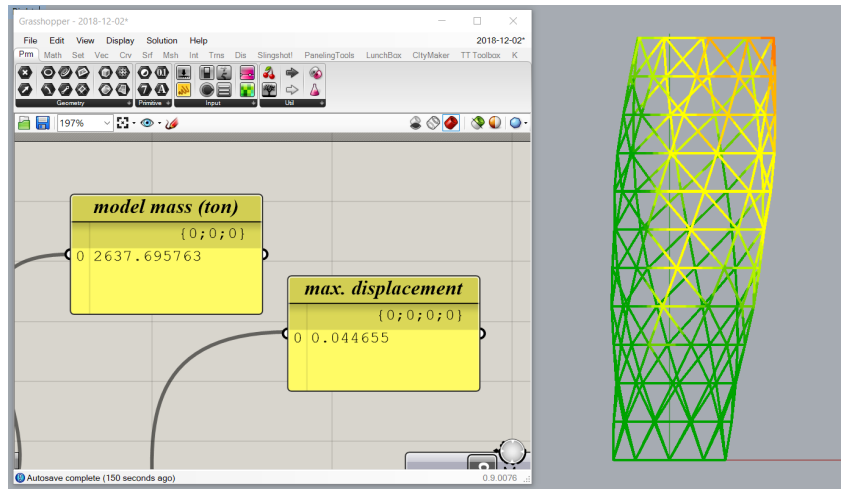 Grasshopper - 2018-12-02*
File Edit View Display Solution Help 2018-12-02*
Prm Math Set Vec Crv Srf Msh Int Trns Dis Slingshot! PanelingTools LunchBox CItyMaker TT Toolbox K
Geometry + Primitive + Input + Util +
197%
model mass (ton)
{0;0;0}
0 2637.695763
max. displacement
{0;0;0;0}
0 0.044655
Autosave complete (150 seconds ago) 0.9.0076